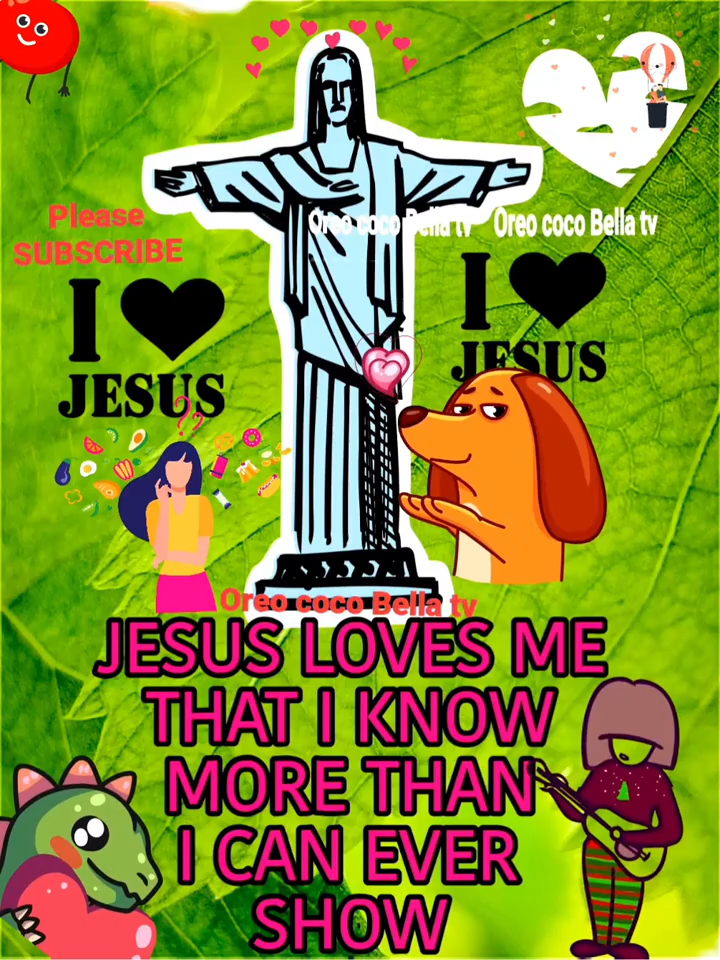 Oreo coco Bella tv Oreo coco Bella tv
Please
SUBSCRIBE
I ♥
JESUS
I ♥
JESUS
Oreo coco Bella tv
JESUS LOVES ME
THAT I KNOW
MORE THAN
I CAN EVER
SHOW